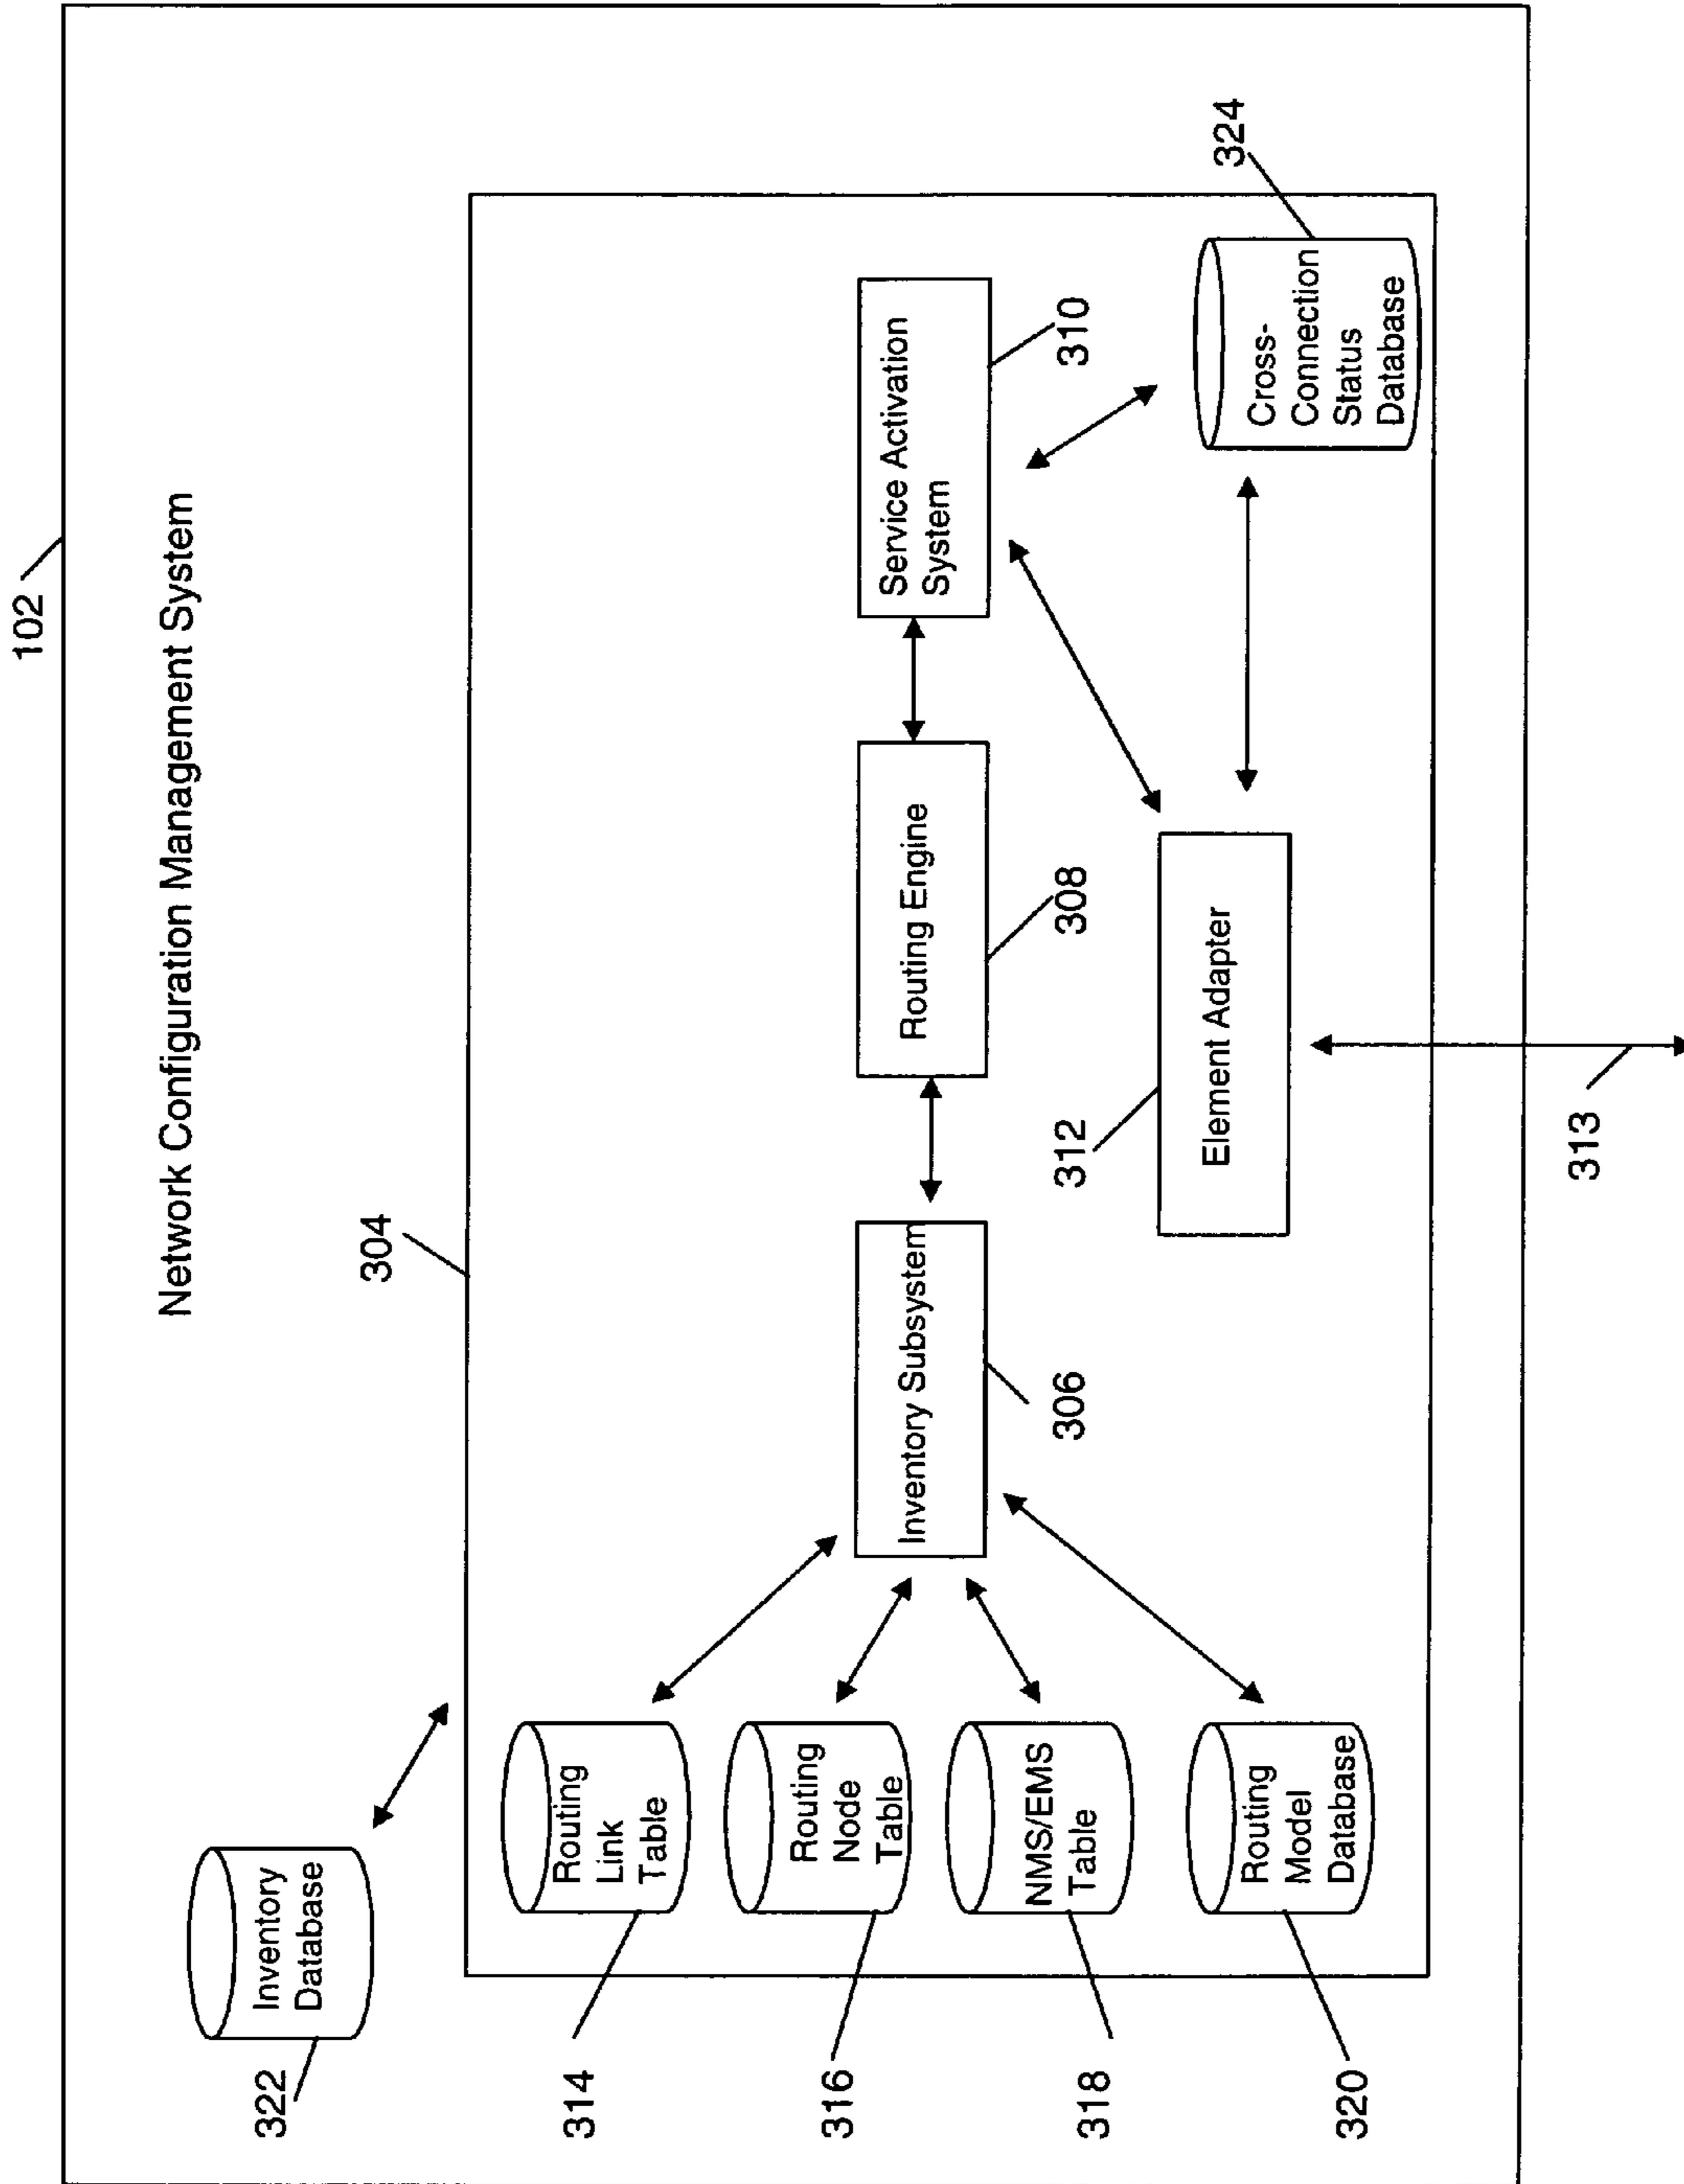 102
Network Configuration Management System
322
Inventory
Database
304
314
Routing
Link
Table
316
Routing
Node
Table
318
NMS/EMS
Table
320
Routing
Model
Database
Inventory Subsystem
306
Routing Engine
308
Service Activation
System
310
312
Element Adapter
324
Cross-
Connection
Status
Database
313